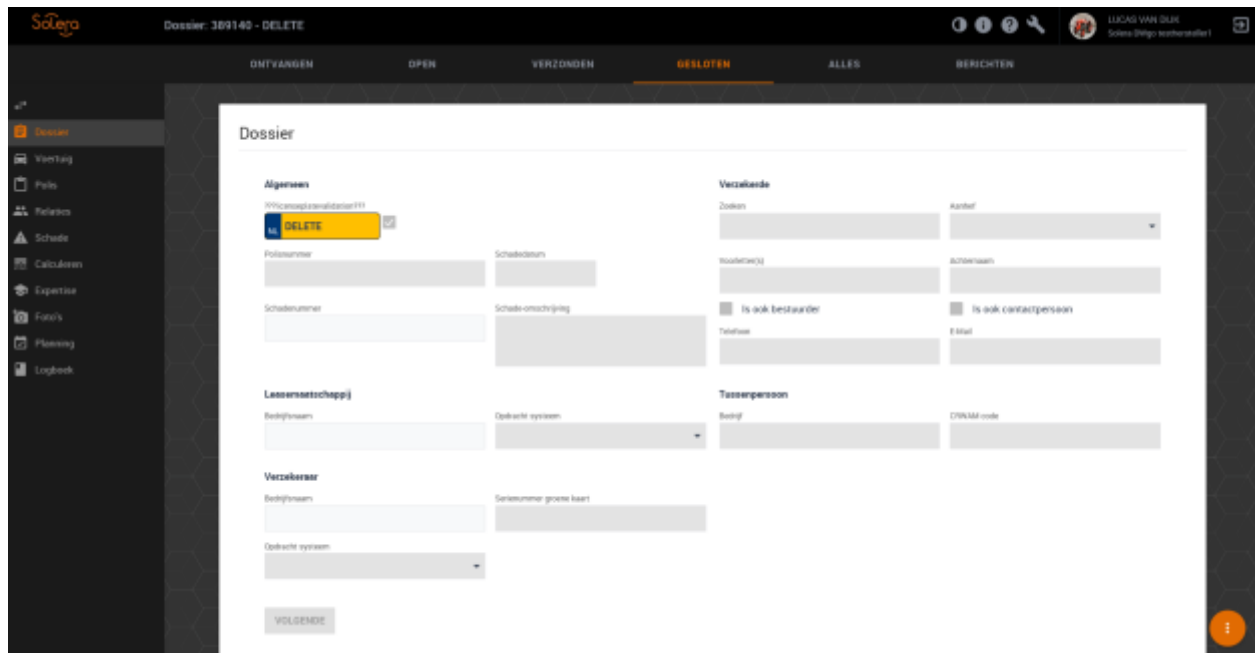 Solera
Dossier: 389140 - DELETE
LUCAS VAN DIJK
ONTVANGEN OPEN VERZONDEN GESLOTEN ALLES BERICHTEN
Dossier
Voertuig
Polis
Relaties
Schade
Calculeren
Expertise
Foto's
Planning
Logboek
Dossier
Algemeen
NL DELETE
Polisnummer Schadedatum
Schadenummer Schade-omschrijving
Leasemaatschappij
Bedrijfsnaam Opdracht systeem
Verzekeraar
Bedrijfsnaam Serienummer groene kaart
Opdracht systeem
VOLGENDE
Verzekerde
Zoeken Aanhef
Voorletter(s) Achternaam
Is ook bestuurder Is ook contactpersoon
Telefoon E-Mail
Tussenpersoon
Bedrijf